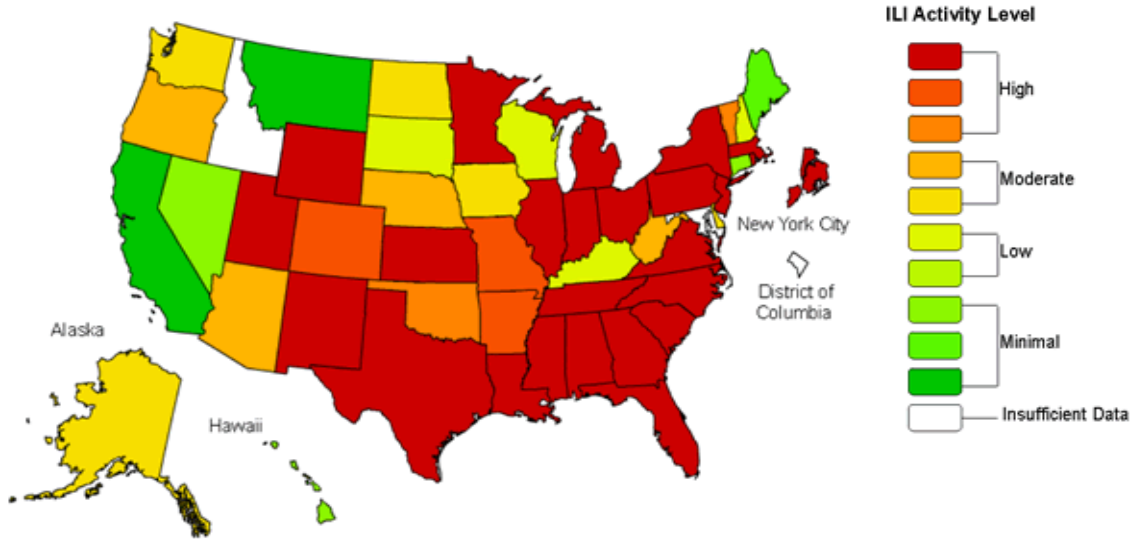 ILI Activity Level
High
Moderate
Low
Minimal
Insufficient Data
New York City
District of
Columbia
Alaska
Hawaii